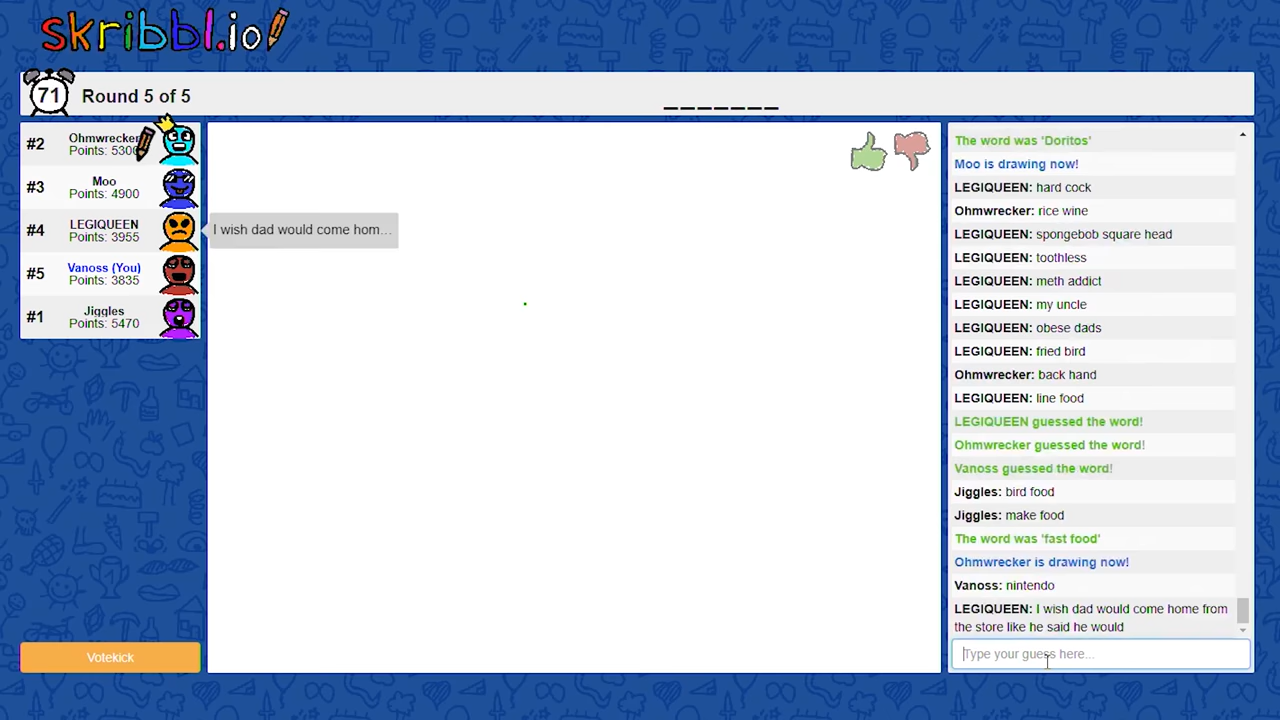 skribbl.io
71
Round 5 of 5
_______
#2
Ohmwrecker
Points: 5300
#3
Moo
Points: 4900
#4
LEGIQUEEN
Points: 3955
I wish dad would come hom...
#5
Vanoss (You)
Points: 3835
#1
Jiggles
Points: 5470
Votekick
The word was 'Doritos'
Moo is drawing now!
LEGIQUEEN: hard cock
Ohmwrecker: rice wine
LEGIQUEEN: spongebob square head
LEGIQUEEN: toothless
LEGIQUEEN: meth addict
LEGIQUEEN: my uncle
LEGIQUEEN: obese dads
LEGIQUEEN: fried bird
Ohmwrecker: back hand
LEGIQUEEN: line food
LEGIQUEEN guessed the word!
Ohmwrecker guessed the word!
Vanoss guessed the word!
Jiggles: bird food
Jiggles: make food
The word was 'fast food'
Ohmwrecker is drawing now!
Vanoss: nintendo
LEGIQUEEN: I wish dad would come home from
the store like he said he would
Type your guess here...